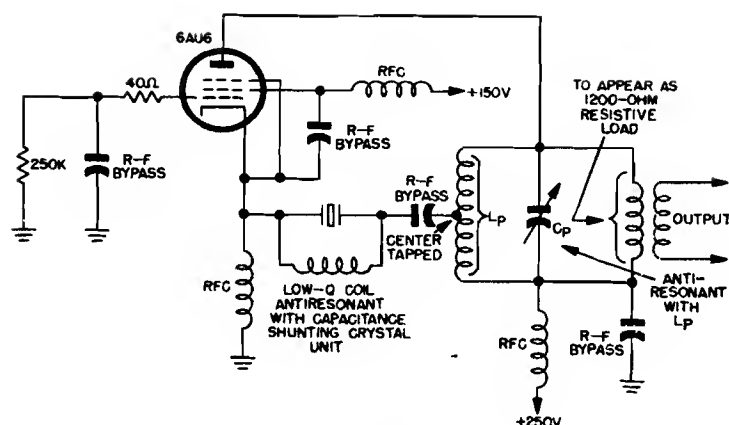 6AU6
40Ω
RFC
+150V
TO APPEAR AS
1200-OHM
RESISTIVE
LOAD
250K
R-F
BYPASS
R-F
BYPASS
R-F
BYPASS
CENTER
TAPPED
LP
CP
OUTPUT
RFC
LOW-Q COIL
ANTIRESONANT
WITH CAPACITANCE
SHUNTING CRYSTAL
UNIT
ANTI-
RESONANT
WITH
LP
RFC
R-F
BYPASS
+250V